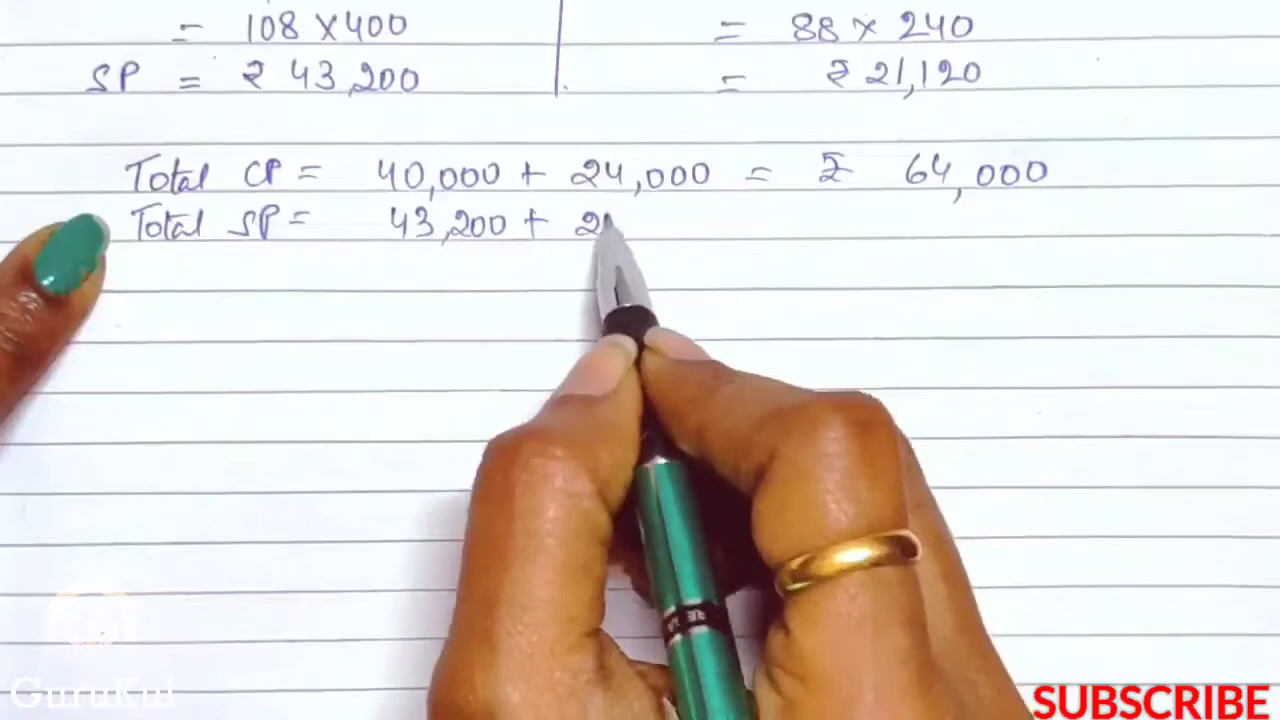 = 108 × 400
= 88 × 240
SP = ₹ 43,200
= ₹ 21,120
Total CP = 40,000 + 24,000 = ₹ 64,000
Total SP = 43,200 + 2
GuruKul
SUBSCRIBE